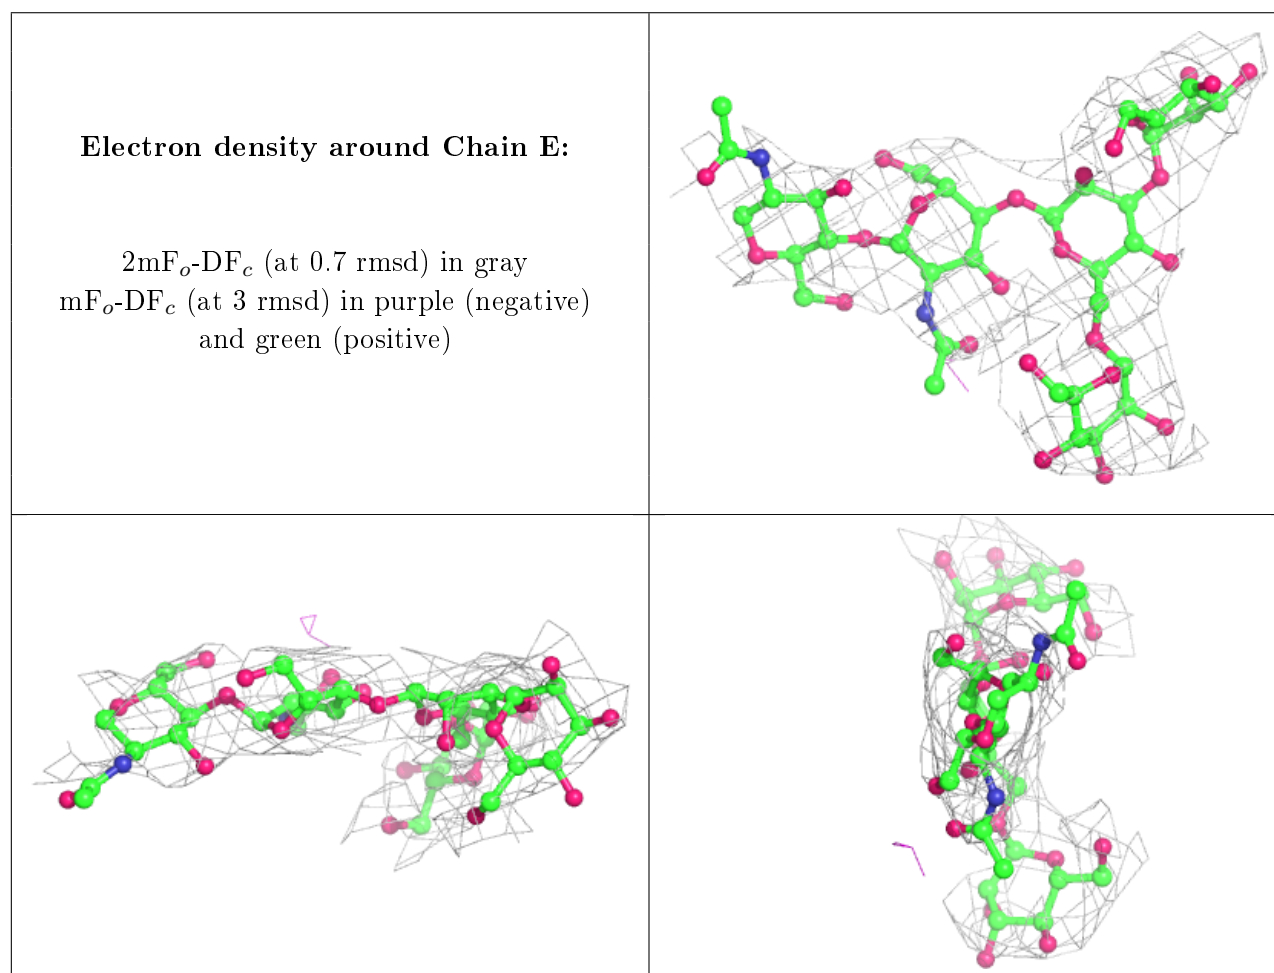 Electron density around Chain E:
2mFₒ-DF𝒸 (at 0.7 rmsd) in gray
mFₒ-DF𝒸 (at 3 rmsd) in purple (negative)
and green (positive)